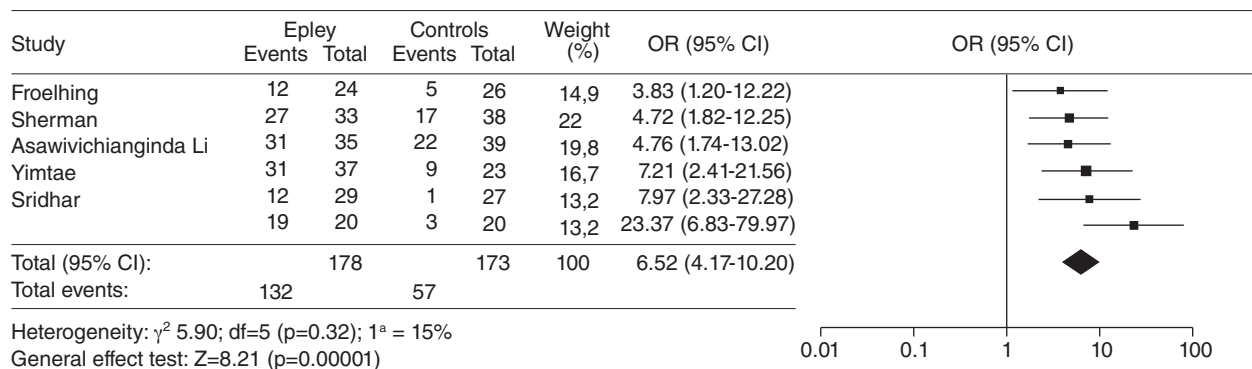 Epley Controls Weight
Study Events Total Events Total (%) OR (95% CI) OR (95% CI)
Froelhing 12 24 5 26 14,9 3.83 (1.20-12.22)
Sherman 27 33 17 38 22 4.72 (1.82-12.25)
Asawivichianginda Li 31 35 22 39 19,8 4.76 (1.74-13.02)
Yimtae 31 37 9 23 16,7 7.21 (2.41-21.56)
Sridhar 12 29 1 27 13,2 7.97 (2.33-27.28)
19 20 3 20 13,2 23.37 (6.83-79.97)
Total (95% CI): 178 173 100 6.52 (4.17-10.20)
Total events: 132 57
Heterogeneity: γ² 5.90; df=5 (p=0.32); 1ª = 15%
General effect test: Z=8.21 (p=0.00001)
0.01 0.1 1 10 100